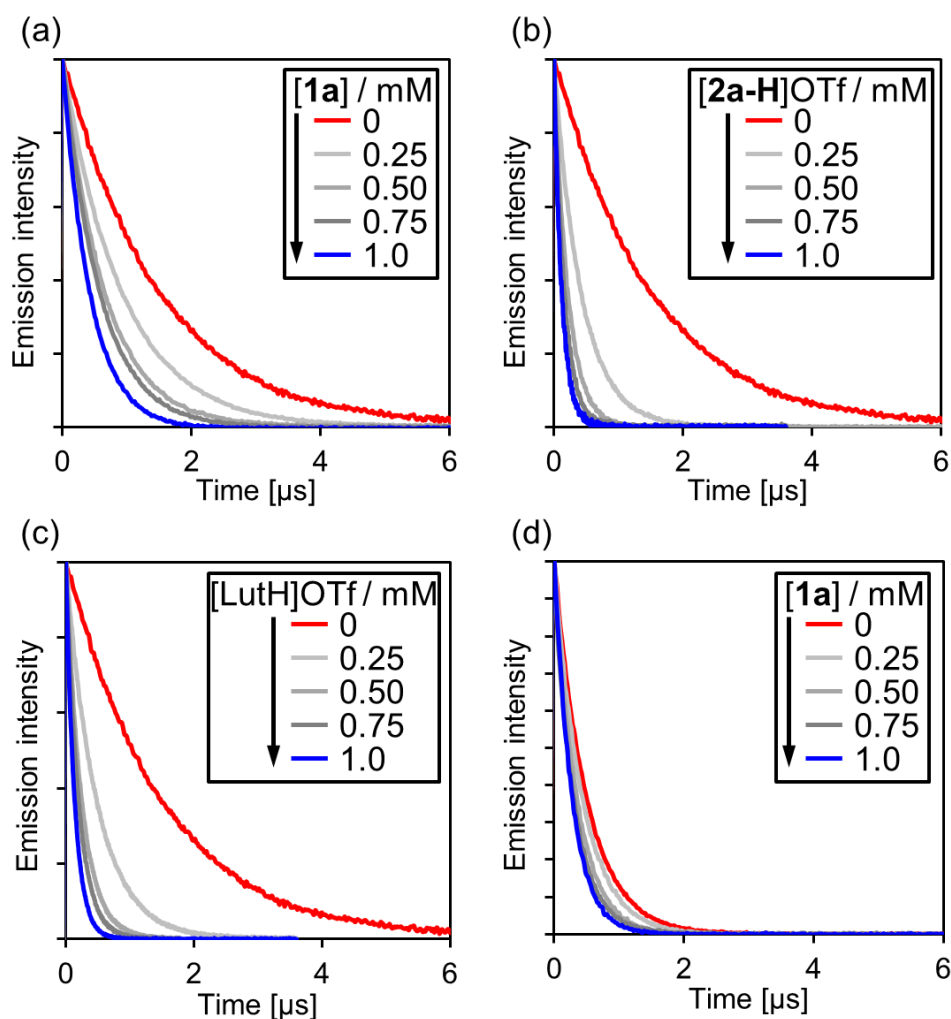 (a)
[1a] / mM
0
0.25
0.50
0.75
1.0
Emission intensity
0 2 4 6
Time [µs]
(b)
[2a-H]OTf / mM
0
0.25
0.50
0.75
1.0
Emission intensity
0 2 4 6
Time [µs]
(c)
[LutH]OTf / mM
0
0.25
0.50
0.75
1.0
Emission intensity
0 2 4 6
Time [µs]
(d)
[1a] / mM
0
0.25
0.50
0.75
1.0
Emission intensity
0 2 4 6
Time [µs]